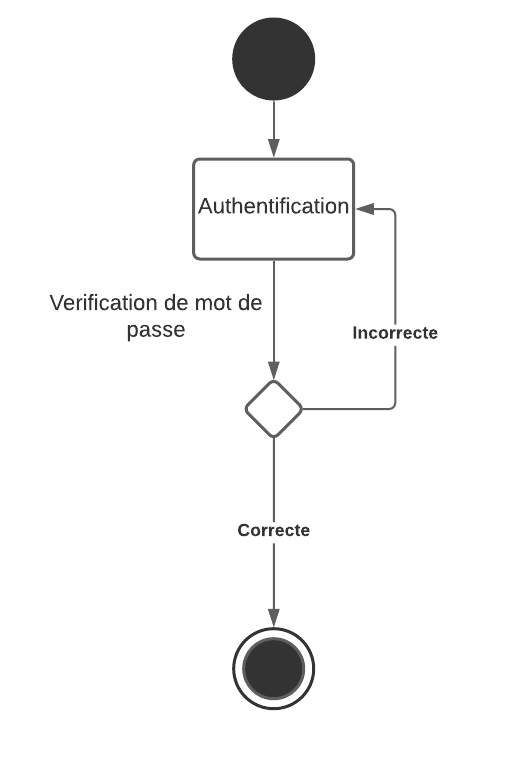 Authentification
Verification de mot de
passe
Incorrecte
Correcte